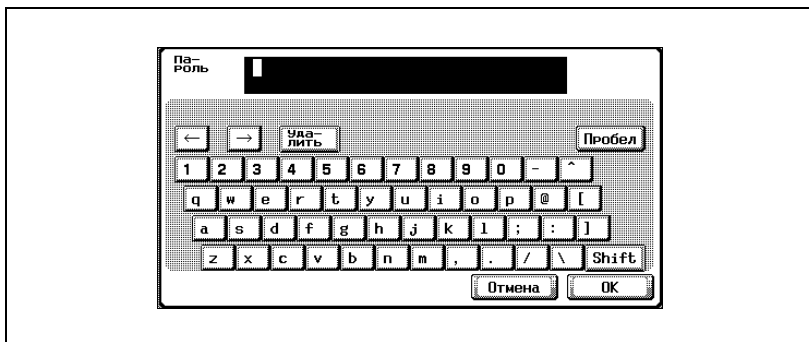 Па-
роль
← → Уда-
лить Пробел
1 2 3 4 5 6 7 8 9 0 - ^
q w e r t y u i o p @ [
a s d f g h j k l ; : ]
z x c v b n m , . / \ Shift
Отмена OK